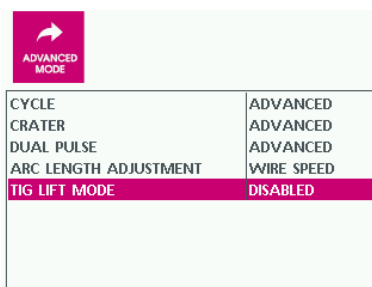 ADVANCED
MODE
CYCLE ADVANCED
CRATER ADVANCED
DUAL PULSE ADVANCED
ARC LENGTH ADJUSTMENT WIRE SPEED
TIG LIFT MODE DISABLED